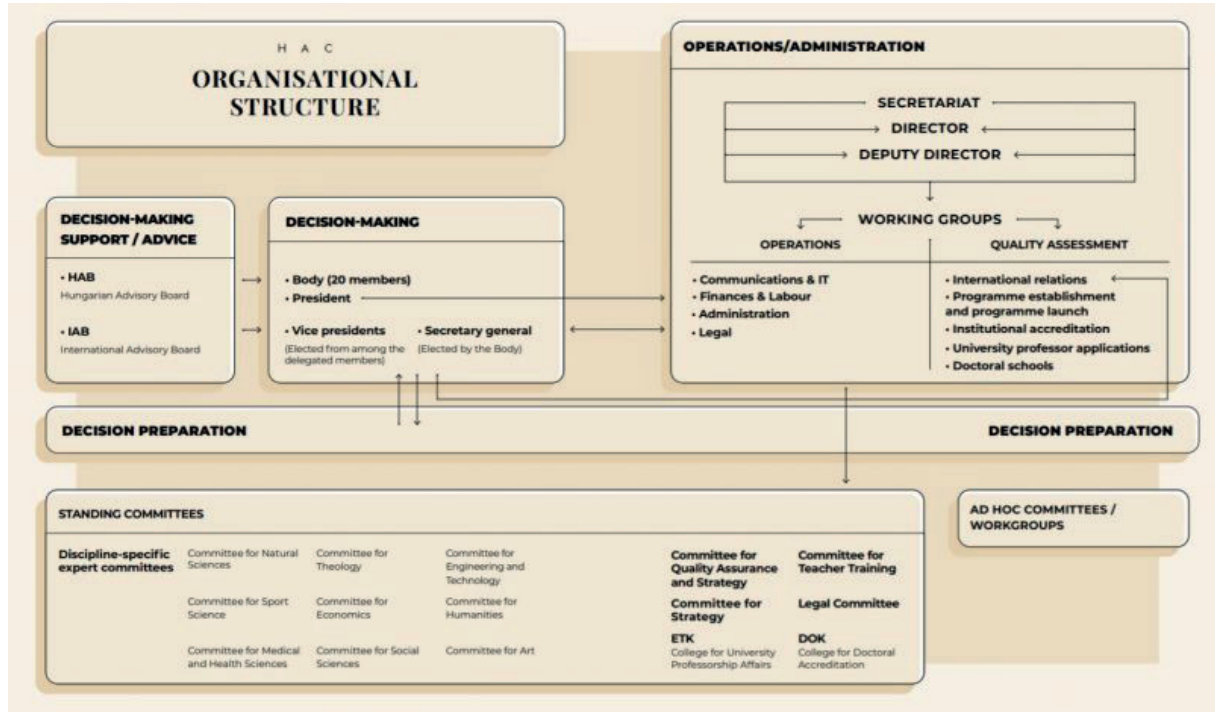 H A C
ORGANISATIONAL
STRUCTURE
OPERATIONS/ADMINISTRATION
SECRETARIAT
DIRECTOR
DEPUTY DIRECTOR
WORKING GROUPS
OPERATIONS
QUALITY ASSESSMENT
• Communications & IT
• Finances & Labour
• Administration
• Legal
• International relations
• Programme establishment
and programme launch
• Institutional accreditation
• University professor applications
• Doctoral schools
DECISION-MAKING
SUPPORT / ADVICE
• HAB
Hungarian Advisory Board
• IAB
International Advisory Board
DECISION-MAKING
• Body (20 members)
• President
• Vice presidents
(Elected from among the
delegated members)
• Secretary general
(Elected by the Body)
DECISION PREPARATION
DECISION PREPARATION
STANDING COMMITTEES
Discipline-specific
expert committees
Committee for Natural
Sciences
Committee for
Theology
Committee for
Engineering and
Technology
Committee for Sport
Science
Committee for
Economics
Committee for
Humanities
Committee for Medical
and Health Sciences
Committee for Social
Sciences
Committee for Art
Committee for
Quality Assurance
and Strategy
Committee for
Teacher Training
Committee for
Strategy
Legal Committee
ETK
College for University
Professorship Affairs
DOK
College for Doctoral
Accreditation
AD HOC COMMITTEES /
WORKGROUPS